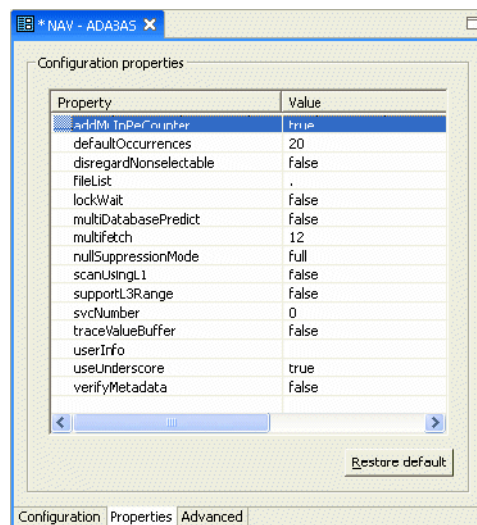 *NAV - ADA3AS
Configuration properties
Property Value
addMuInPeCounter true
defaultOccurrences 20
disregardNonselectable false
fileList .
lockWait false
multiDatabasePredict false
multifetch 12
nullSuppressionMode full
scanUsingL1 false
supportL3Range false
svcNumber 0
traceValueBuffer false
userInfo
useUnderscore true
verifyMetadata false
Restore default
Configuration Properties Advanced